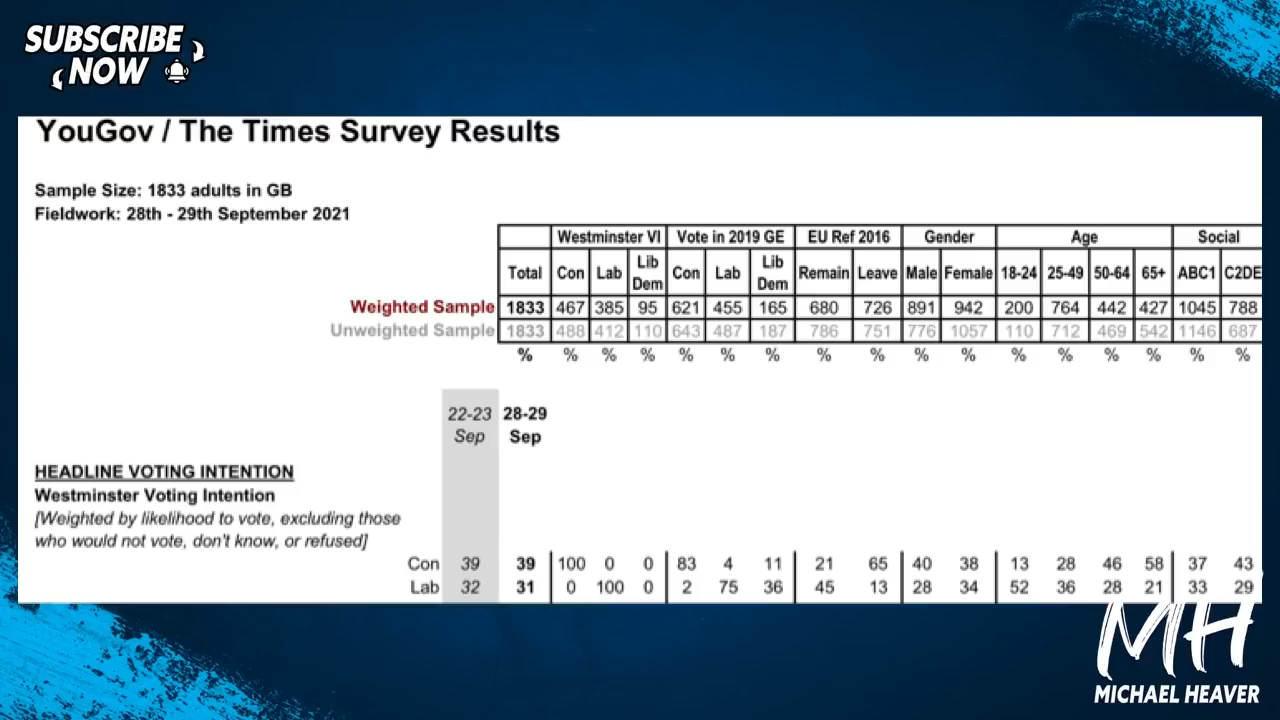 SUBSCRIBE
NOW
YouGov / The Times Survey Results
Sample Size: 1833 adults in GB
Fieldwork: 28th - 29th September 2021
Westminster VI Vote in 2019 GE EU Ref 2016 Gender Age Social
Total Con Lab Lib Dem Con Lab Lib Dem Remain Leave Male Female 18-24 25-49 50-64 65+ ABC1 C2DE
Weighted Sample 1833 467 385 95 621 455 165 680 726 891 942 200 764 442 427 1045 788
Unweighted Sample 1833 488 412 110 643 487 187 786 751 776 1057 110 712 469 542 1146 687
% % % % % % % % % % % % % % % % %
22-23 28-29
Sep Sep
HEADLINE VOTING INTENTION
Westminster Voting Intention
[Weighted by likelihood to vote, excluding those
who would not vote, don't know, or refused]
Con 39 39 100 0 0 83 4 11 21 65 40 38 13 28 46 58 37 43
Lab 32 31 0 100 0 2 75 36 45 13 28 34 52 36 28 21 33 29
MH
MICHAEL HEAVER